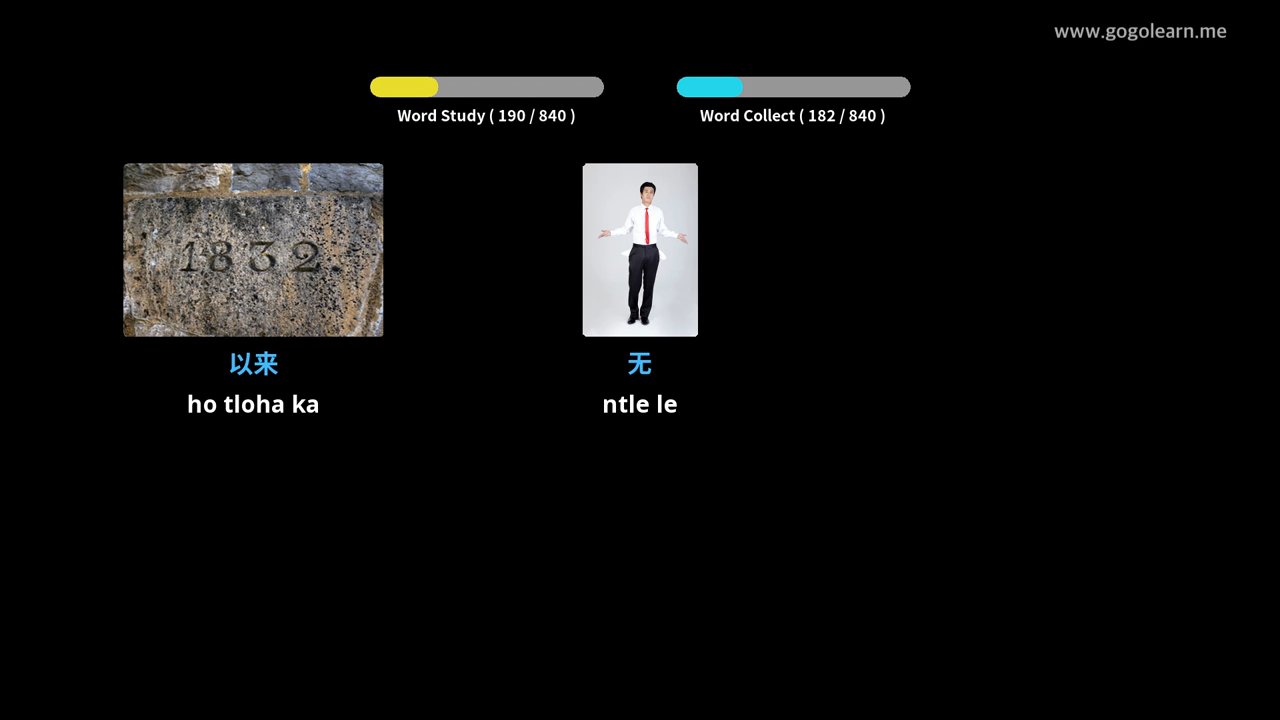 www.gogolearn.me
Word Study ( 190 / 840 )
Word Collect ( 182 / 840 )
1832.
以来
无
ho tloha ka
ntle le